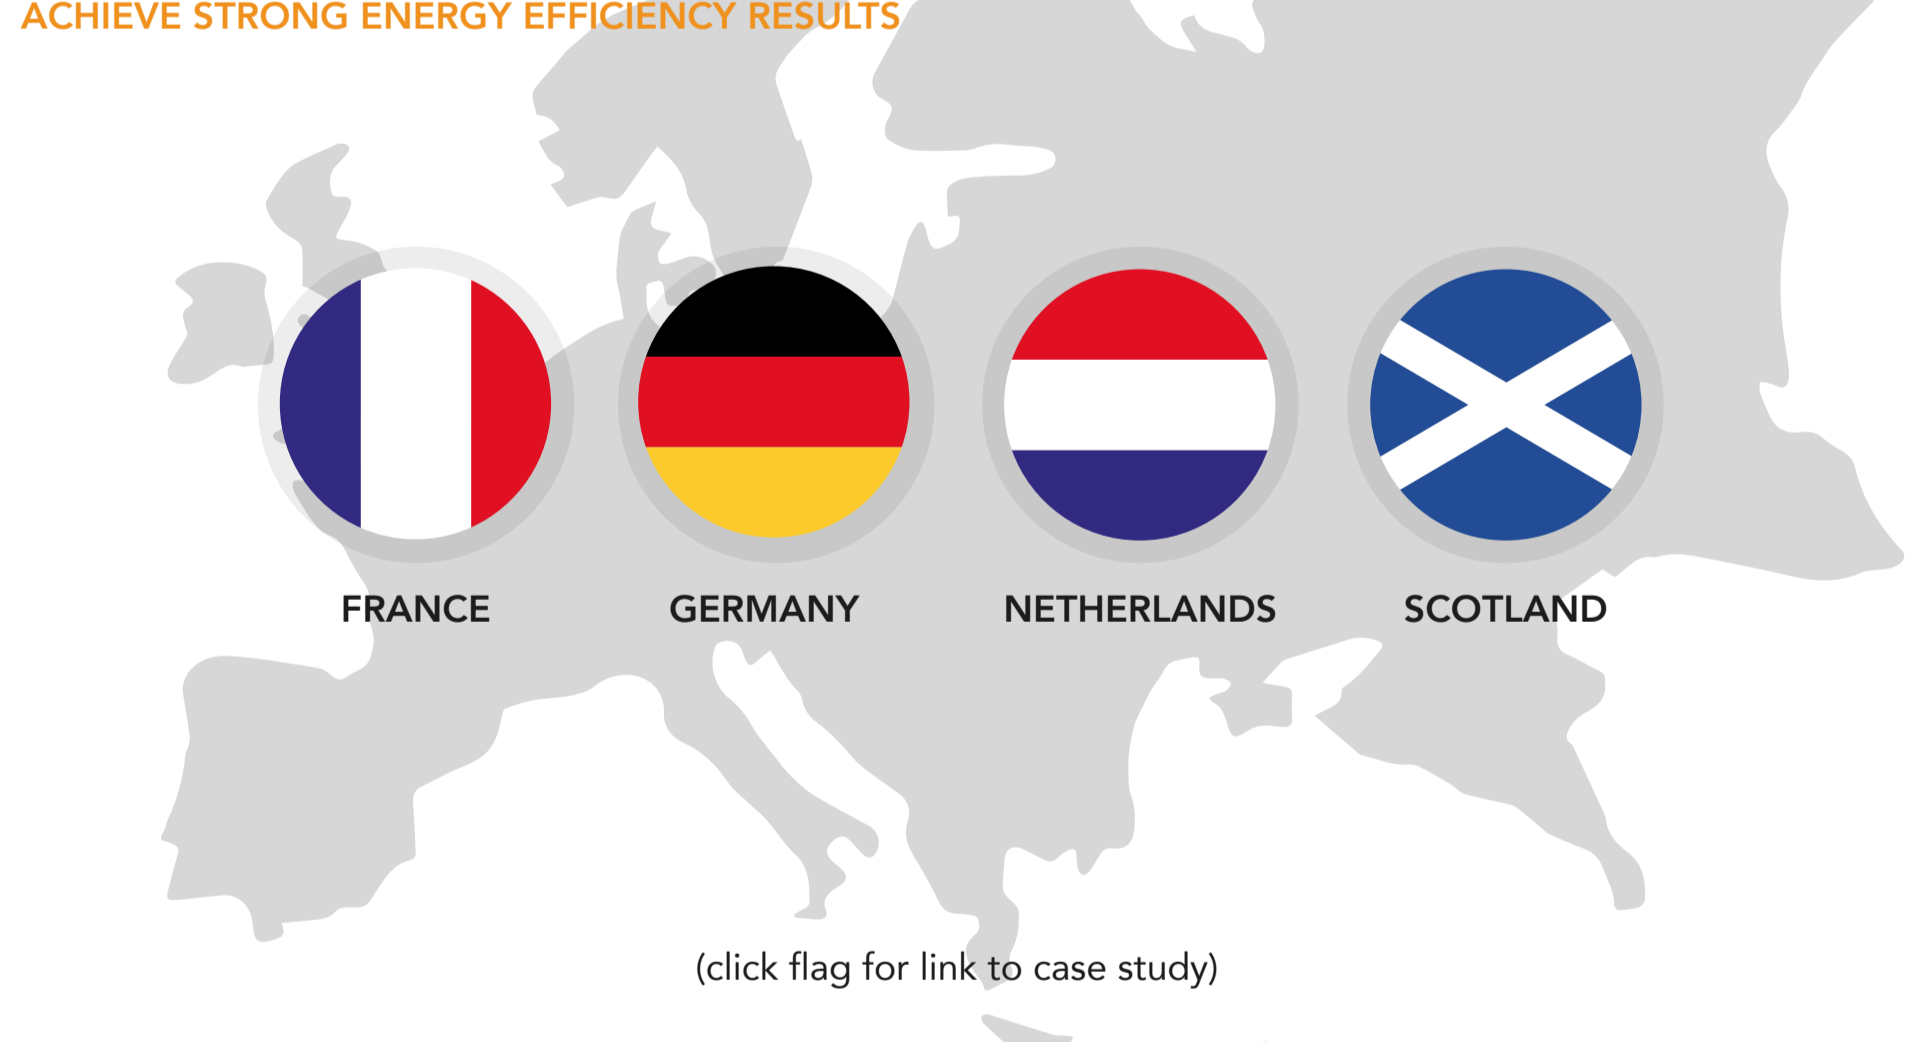 ACHIEVE STRONG ENERGY EFFICIENCY RESULTS
FRANCE
GERMANY
NETHERLANDS
SCOTLAND
(click flag for link to case study)